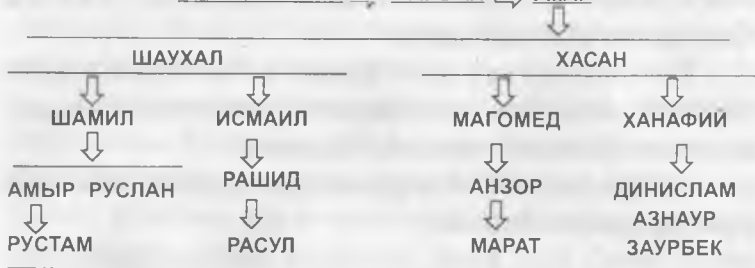 ШАУХАЛ ХАСАН
ШАМИЛ ИСМАИЛ МАГОМЕД ХАНАФИЙ
АМЫР РУСЛАН РАШИД АНЗОР ДИНИСЛАМ
АЗНАУР
РУСТАМ РАСУЛ МАРАТ ЗАУРБЕК